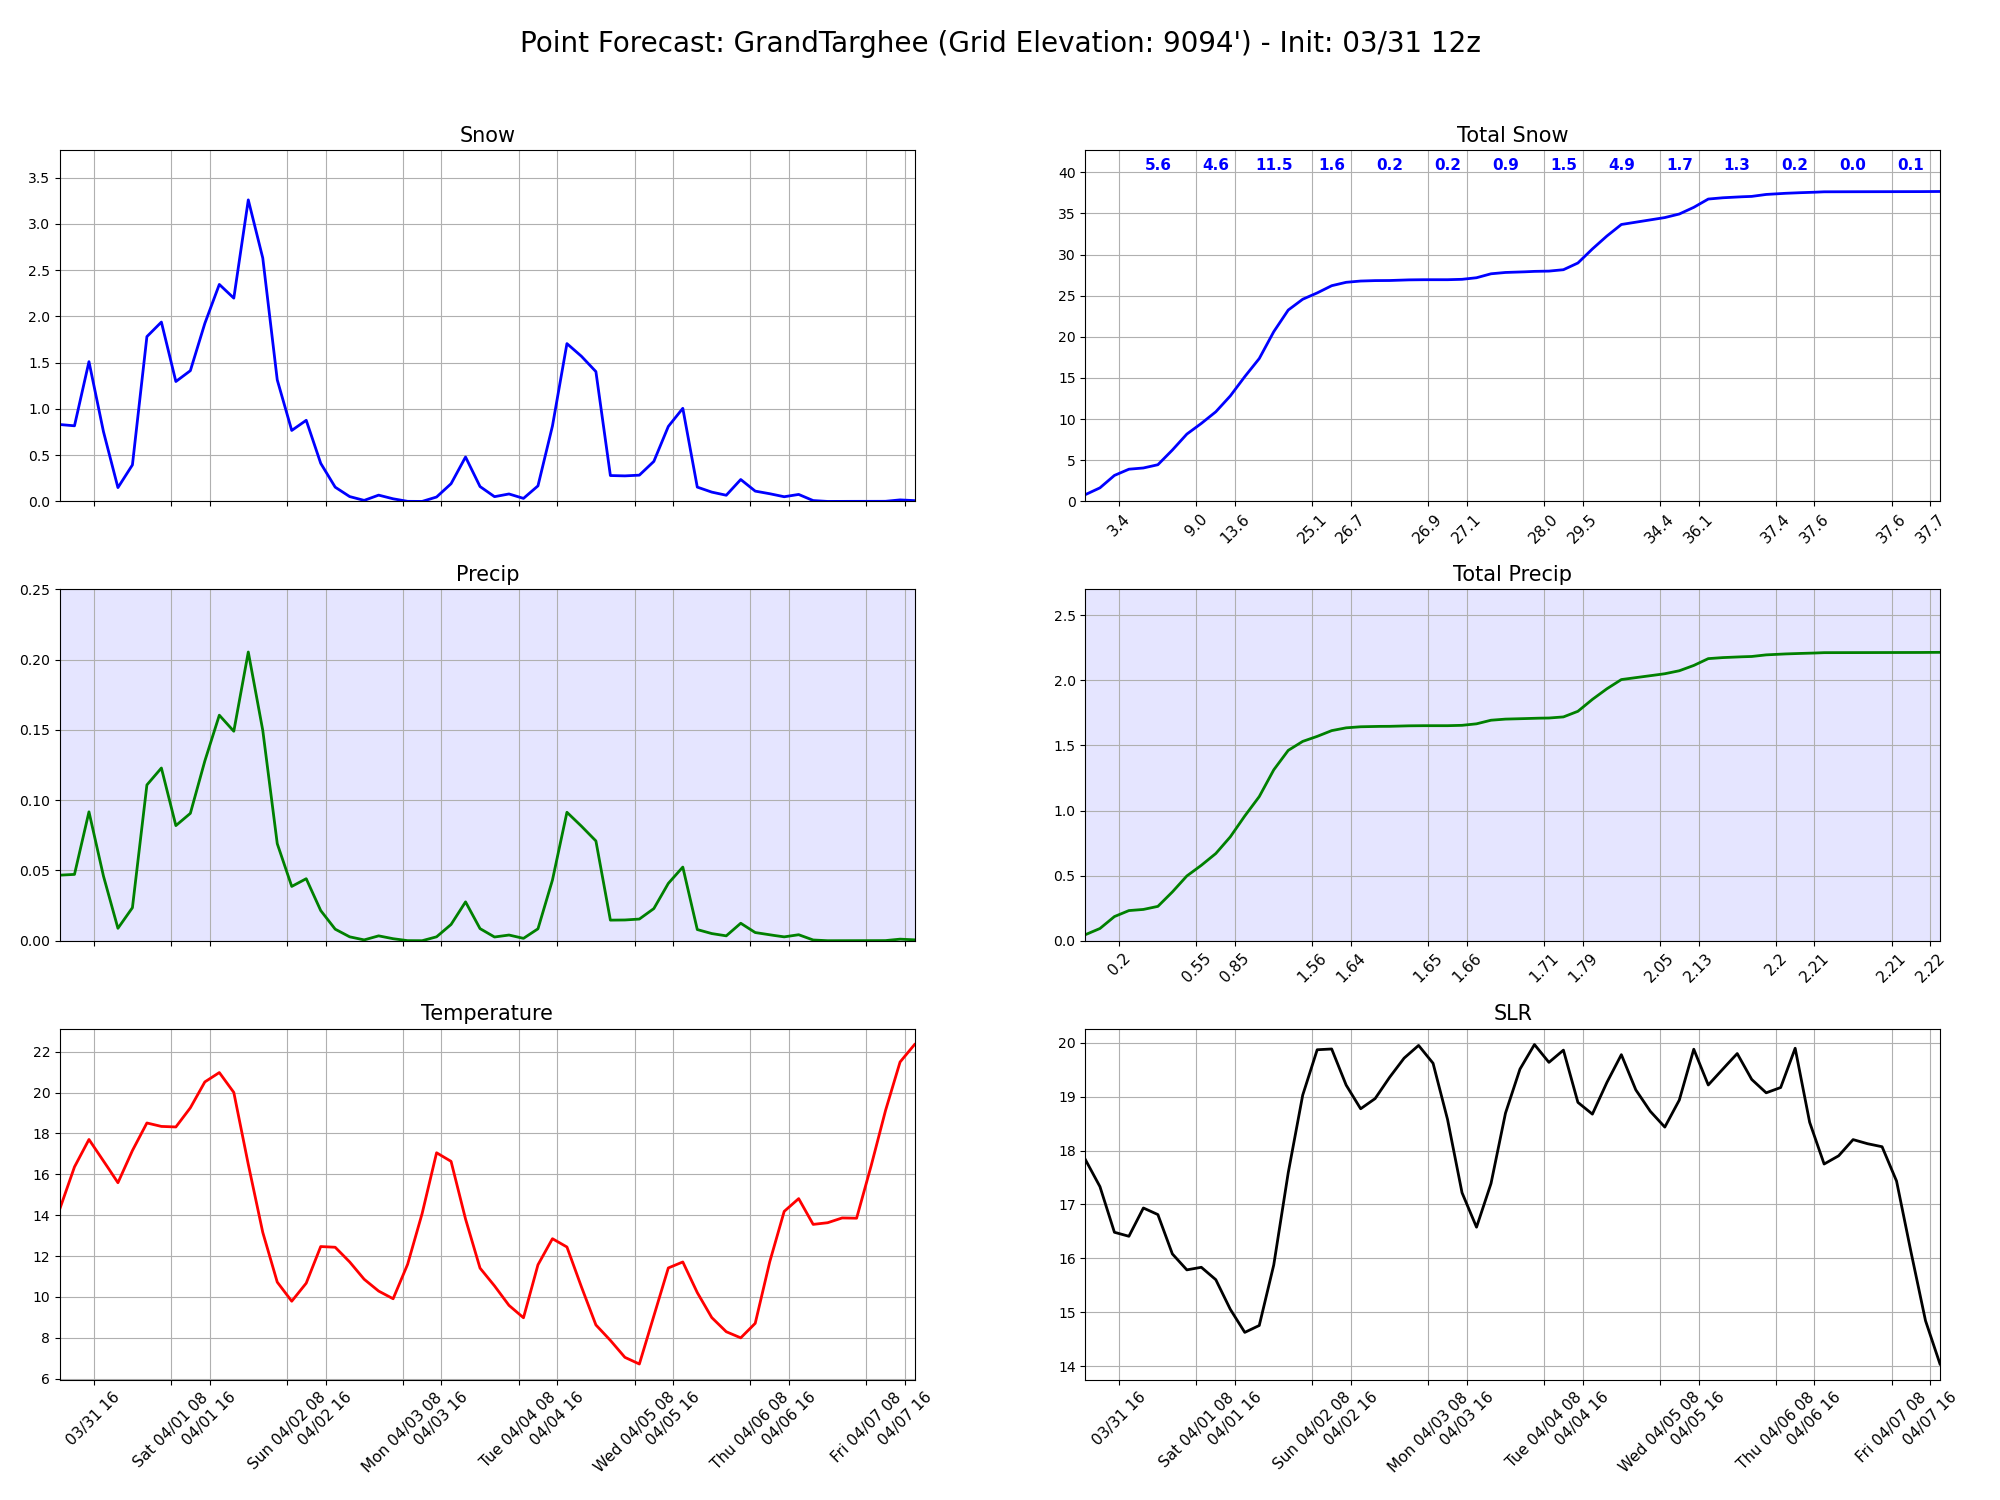 Point Forecast: GrandTarghee (Grid Elevation: 9094') - Init: 03/31 12z
Snow
3.5
3.0
2.5
2.0
1.5
1.0
0.5
0.0
Total Snow
5.6 4.6 11.5 1.6 0.2 0.2 0.9 1.5 4.9 1.7 1.3 0.2 0.0 0.1
40
35
30
25
20
15
10
5
0
3.4 9.0 13.6 25.1 26.7 26.9 27.1 28.0 29.5 34.4 36.1 37.4 37.6 37.6 37.7
Precip
0.25
0.20
0.15
0.10
0.05
0.00
Total Precip
2.5
2.0
1.5
1.0
0.5
0.0
0.2 0.55 0.85 1.56 1.64 1.65 1.66 1.71 1.79 2.05 2.13 2.2 2.21 2.21 2.22
Temperature
22
20
18
16
14
12
10
8
6
03/31 16
Sat 04/01 08
04/01 16
Sun 04/02 08
04/02 16
Mon 04/03 08
04/03 16
Tue 04/04 08
04/04 16
Wed 04/05 08
04/05 16
Thu 04/06 08
04/06 16
Fri 04/07 08
04/07 16
SLR
20
19
18
17
16
15
14
03/31 16
Sat 04/01 08
04/01 16
Sun 04/02 08
04/02 16
Mon 04/03 08
04/03 16
Tue 04/04 08
04/04 16
Wed 04/05 08
04/05 16
Thu 04/06 08
04/06 16
Fri 04/07 08
04/07 16